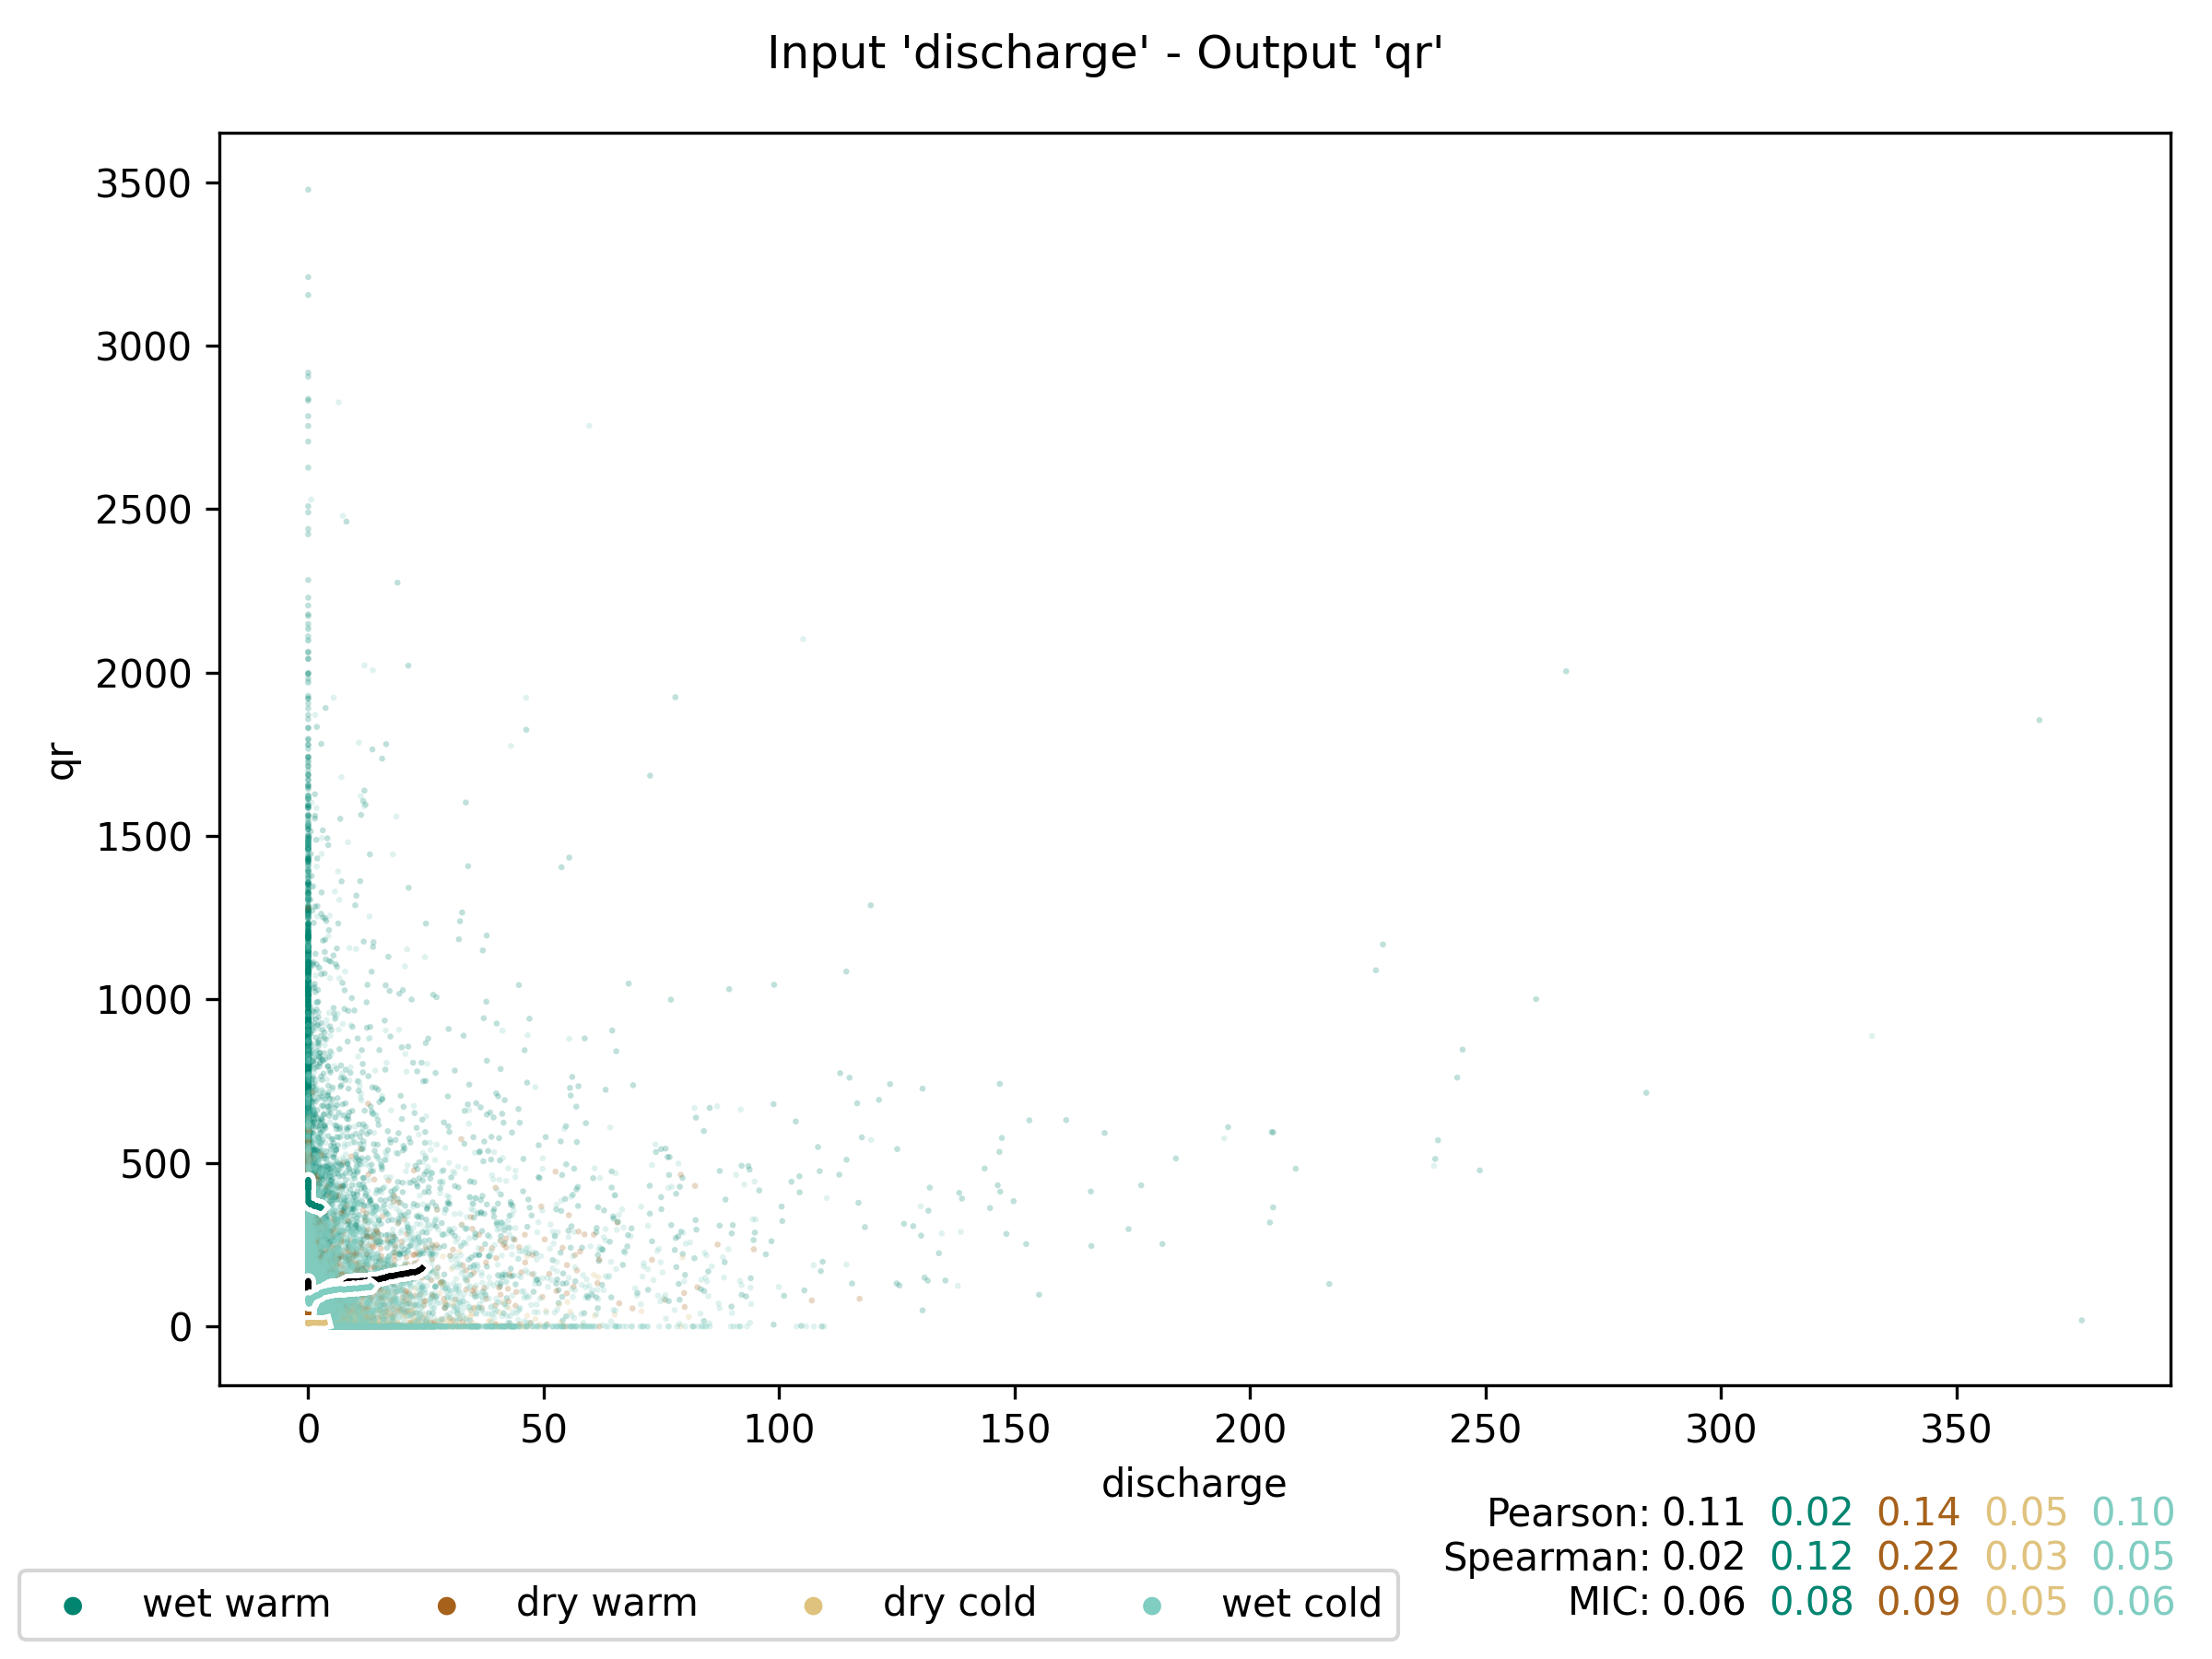 Input 'discharge' - Output 'qr'
3500
3000
2500
2000
1500
1000
500
0
qr
0 50 100 150 200 250 300 350
discharge
Pearson: 0.11 0.02 0.14 0.05 0.10
Spearman: 0.02 0.12 0.22 0.03 0.05
MIC: 0.06 0.08 0.09 0.05 0.06
wet warm dry warm dry cold wet cold